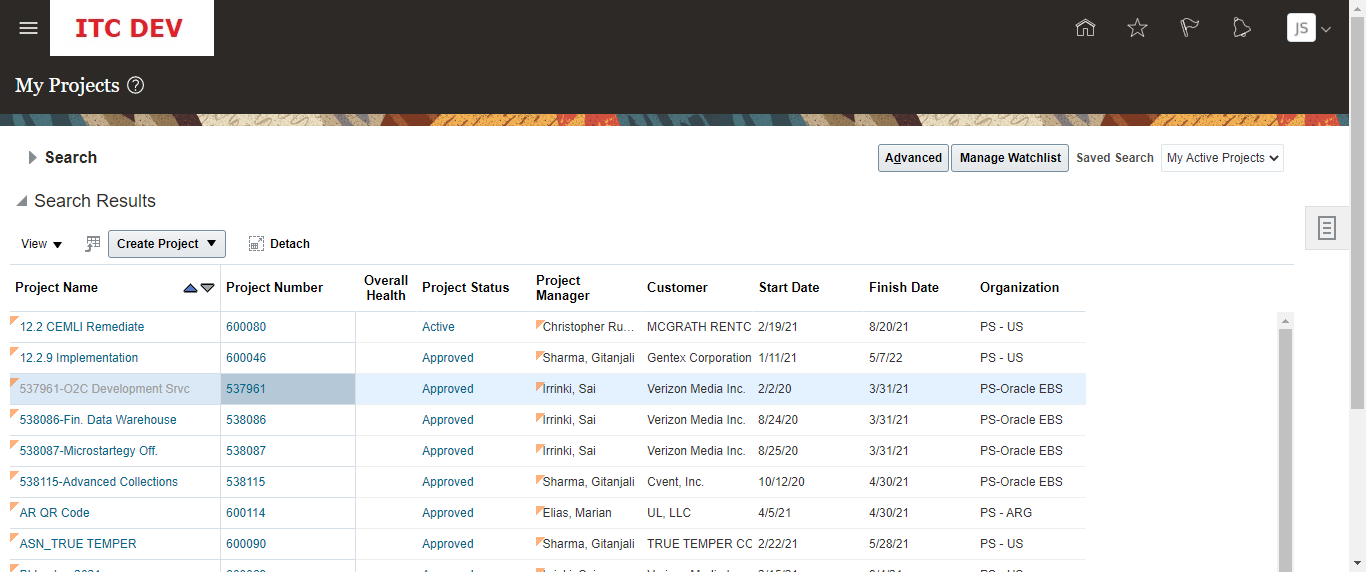 ITC DEV
JS
My Projects
Search
Advanced Manage Watchlist Saved Search My Active Projects
Search Results
View Create Project Detach
Project Name Project Number Overall Health Project Status Project Manager Customer Start Date Finish Date Organization
12.2 CEMLI Remediate 600080 Active Christopher Ru... MCGRATH RENTC 2/19/21 8/20/21 PS - US
12.2.9 Implementation 600046 Approved Sharma, Gitanjali Gentex Corporation 1/11/21 5/7/22 PS - US
537961-O2C Development Srvc 537961 Approved Irrinki, Sai Verizon Media Inc. 2/2/20 3/31/21 PS-Oracle EBS
538086-Fin. Data Warehouse 538086 Approved Irrinki, Sai Verizon Media Inc. 8/24/20 3/31/21 PS-Oracle EBS
538087-Microstartegy Off. 538087 Approved Irrinki, Sai Verizon Media Inc. 8/25/20 3/31/21 PS-Oracle EBS
538115-Advanced Collections 538115 Approved Sharma, Gitanjali Cvent, Inc. 10/12/20 4/30/21 PS-Oracle EBS
AR QR Code 600114 Approved Elias, Marian UL, LLC 4/5/21 4/30/21 PS - ARG
ASN_TRUE TEMPER 600090 Approved Sharma, Gitanjali TRUE TEMPER CO 2/22/21 5/28/21 PS - US